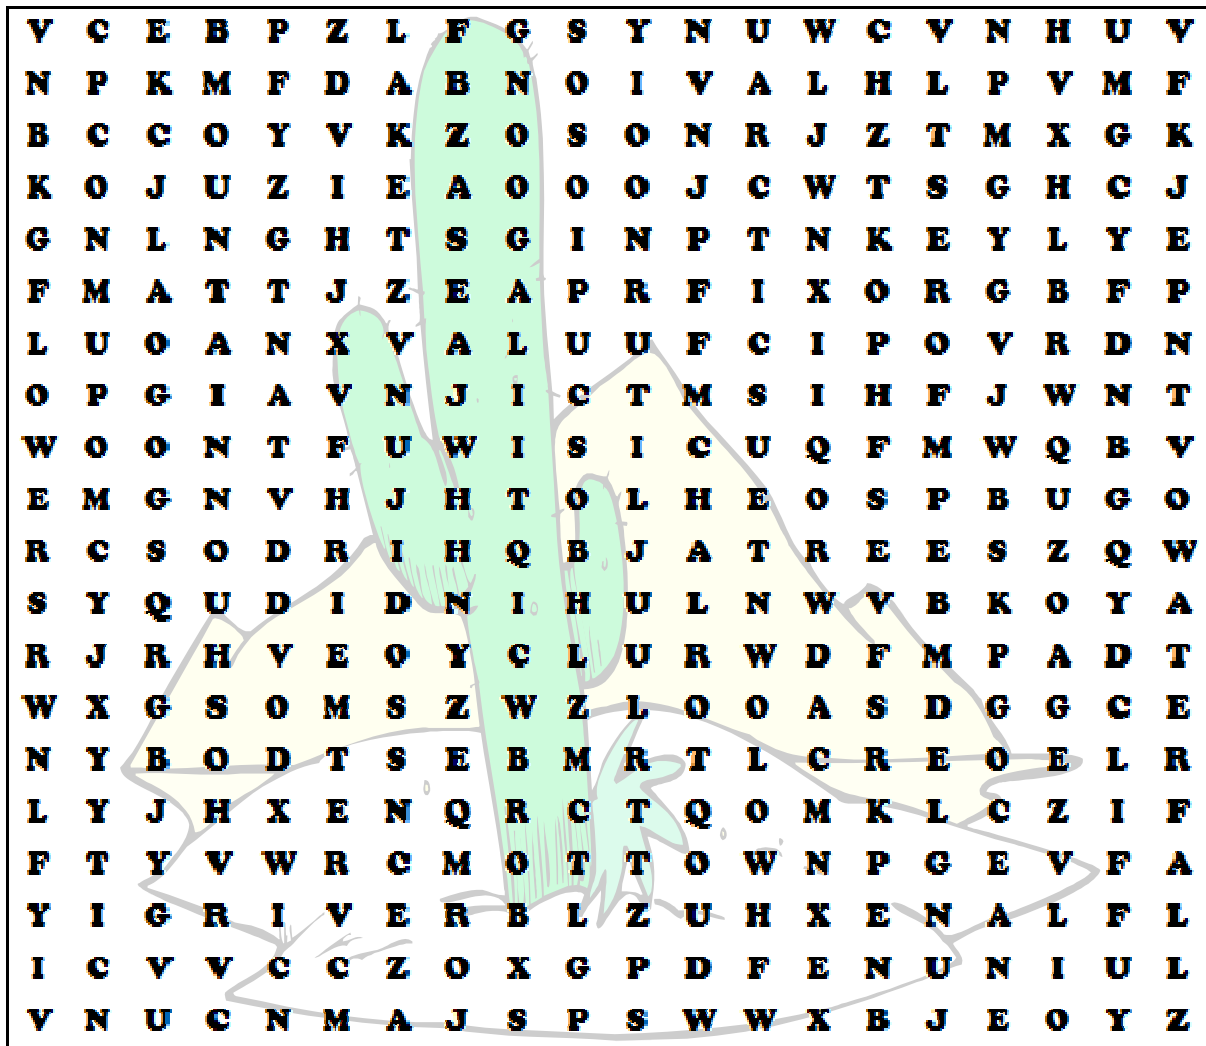 V C E B P Z L F G S Y N U W C V N H U V
N P K M F D A B N O I V A L H L P V M F
B C C O Y V K Z O S O N R J Z T M X G K
K O J U Z I E A O O O J C W T S G H C J
G N L N G H T S G I N P T N K E Y L Y E
F M A T T J Z E A P R F I X O R G B F P
L U O A N X V A L U U F C I P O V R D N
O P G I A V N J I C T M S I H F J W N T
W O O N T F U W I S I C U Q F M W Q B V
E M G N V H J H T O L H E O S P B U G O
R C S O D R I H Q B J A T R E E S Z Q W
S Y Q U D I D N I H U L N W V B K O Y A
R J R H V E O Y C L U R W D F M P A D T
W X G S O M S Z W Z L O O A S D G G C E
N Y B O D T S E B M R T L C R E O E L R
L Y J H X E N Q R C T Q O M K L C Z I F
F T Y V W R C M O T T O W N P G E V F A
Y I G R I V E R B L Z U H X E N A L F L
I C V V C C Z O X G P D F E N U N I U L
V N U C N M A J S P S W W X B J E O Y Z